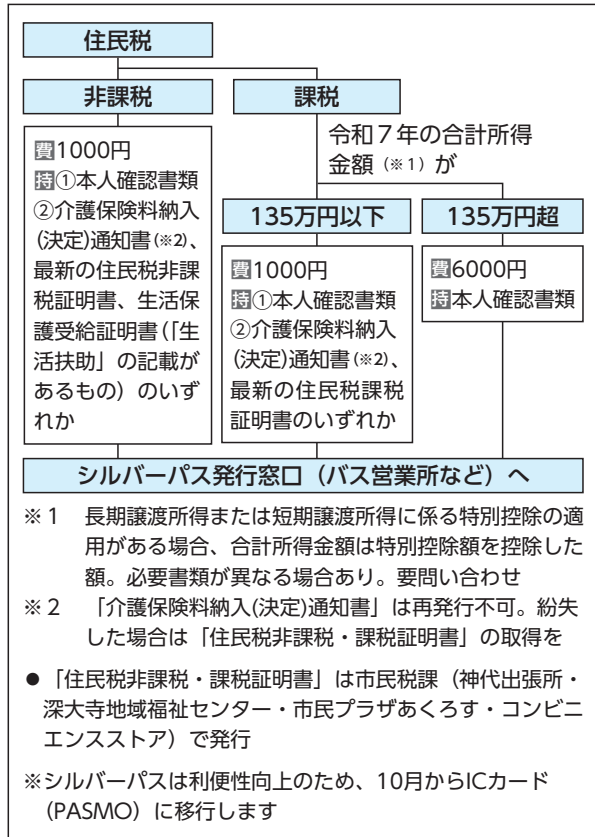 住民税
非課税
課税
費1000円
持①本人確認書類
②介護保険料納入
(決定)通知書(※2)、
最新の住民税非課
税証明書、生活保
護受給証明書(「生
活扶助」の記載が
あるもの）のいず
れか
令和７年の合計所得
金額(※1)が
135万円以下
135万円超
費1000円
持①本人確認書類
②介護保険料納入
(決定)通知書(※2)、
最新の住民税課税
証明書のいずれか
費6000円
持本人確認書類
シルバーパス発行窓口（バス営業所など）へ
※１　長期譲渡所得または短期譲渡所得に係る特別控除の適
用がある場合、合計所得金額は特別控除額を控除した
額。必要書類が異なる場合あり。要問い合わせ
※２　「介護保険料納入(決定)通知書」は再発行不可。紛失
した場合は「住民税非課税・課税証明書」の取得を
●「住民税非課税・課税証明書」は市民税課（神代出張所・
深大寺地域福祉センター・市民プラザあくろす・コンビニ
エンスストア）で発行
※シルバーパスは利便性向上のため、10月からICカード
（PASMO）に移行します